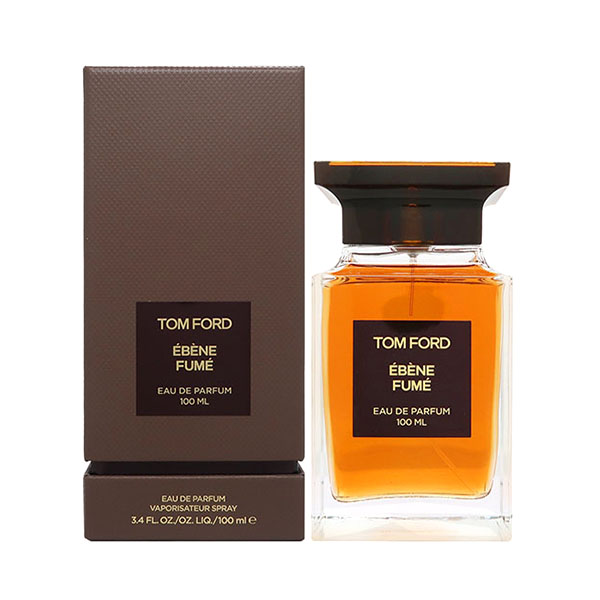 TOM FORD
ÉBÈNE
FUMÉ
EAU DE PARFUM
100 ML
EAU DE PARFUM
VAPORISATEUR SPRAY
3.4 FL. OZ./OZ. LIQ./100 ml ℮
TOM FORD
ÉBÈNE
FUMÉ
EAU DE PARFUM
100 ML